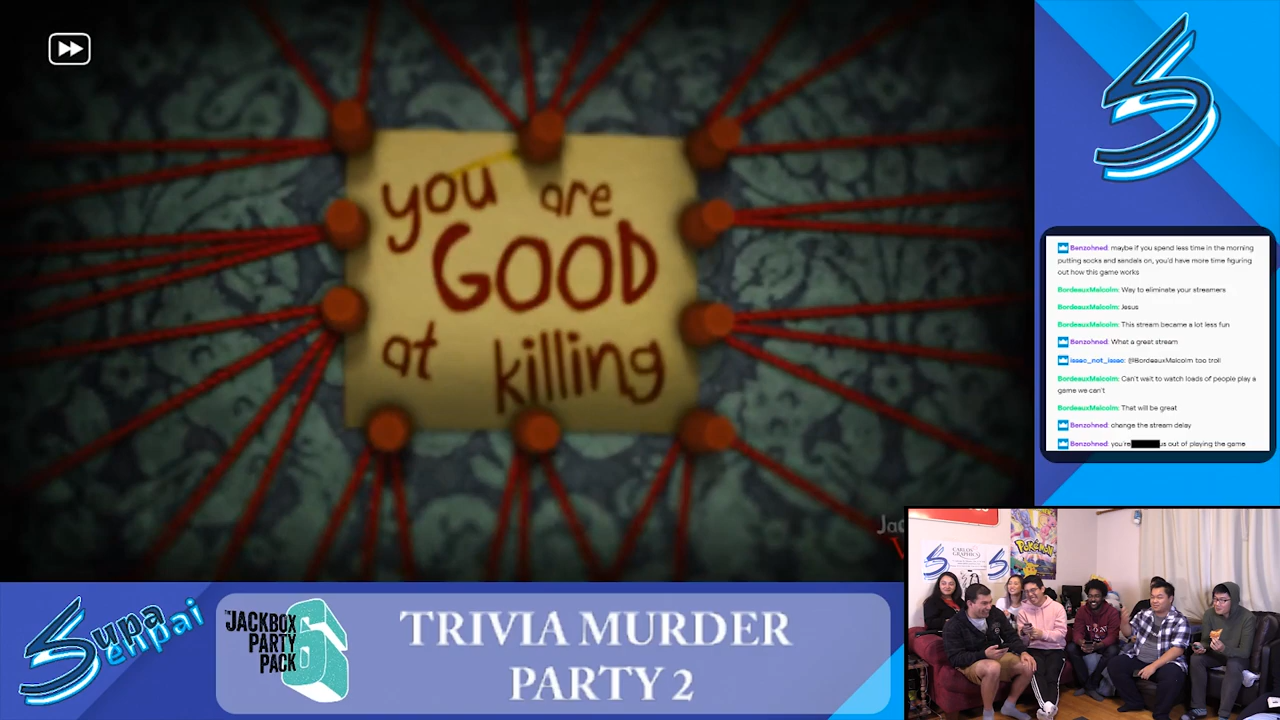 you are
GOOD
at killing
Benzohned: maybe if you spend less time in the morning
putting socks and sandals on, you'd have more time figuring
out how this game works
BordeauxMalcolm: Way to eliminate your streamers
BordeauxMalcolm: Jesus
BordeauxMalcolm: This stream became a lot less fun
Benzohned: What a great stream
isaac_not_isaac: @BordeauxMalcolm too troll
BordeauxMalcolm: Can't wait to watch loads of people play a
game we can't
BordeauxMalcolm: That will be great
Benzohned: change the stream delay
Benzohned: you're us out of playing the game
Supa
Senpai
THE JACKBOX
PARTY
PACK
6
TRIVIA MURDER
PARTY 2
POKéMON